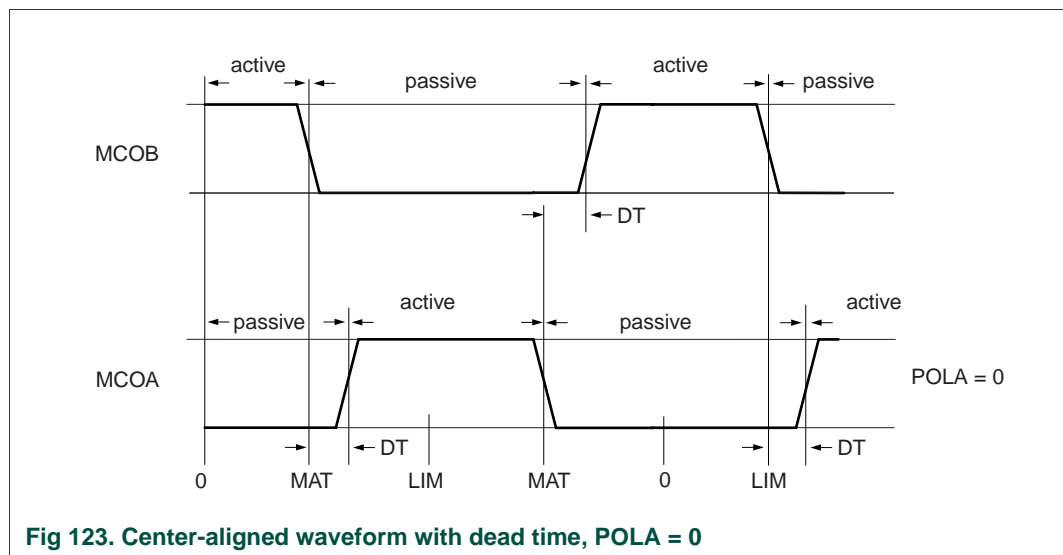 active
passive
active
passive
MCOB
DT
passive
active
passive
active
MCOA
POLA = 0
DT
DT
0
MAT
LIM
MAT
0
LIM
Fig 123. Center-aligned waveform with dead time, POLA = 0